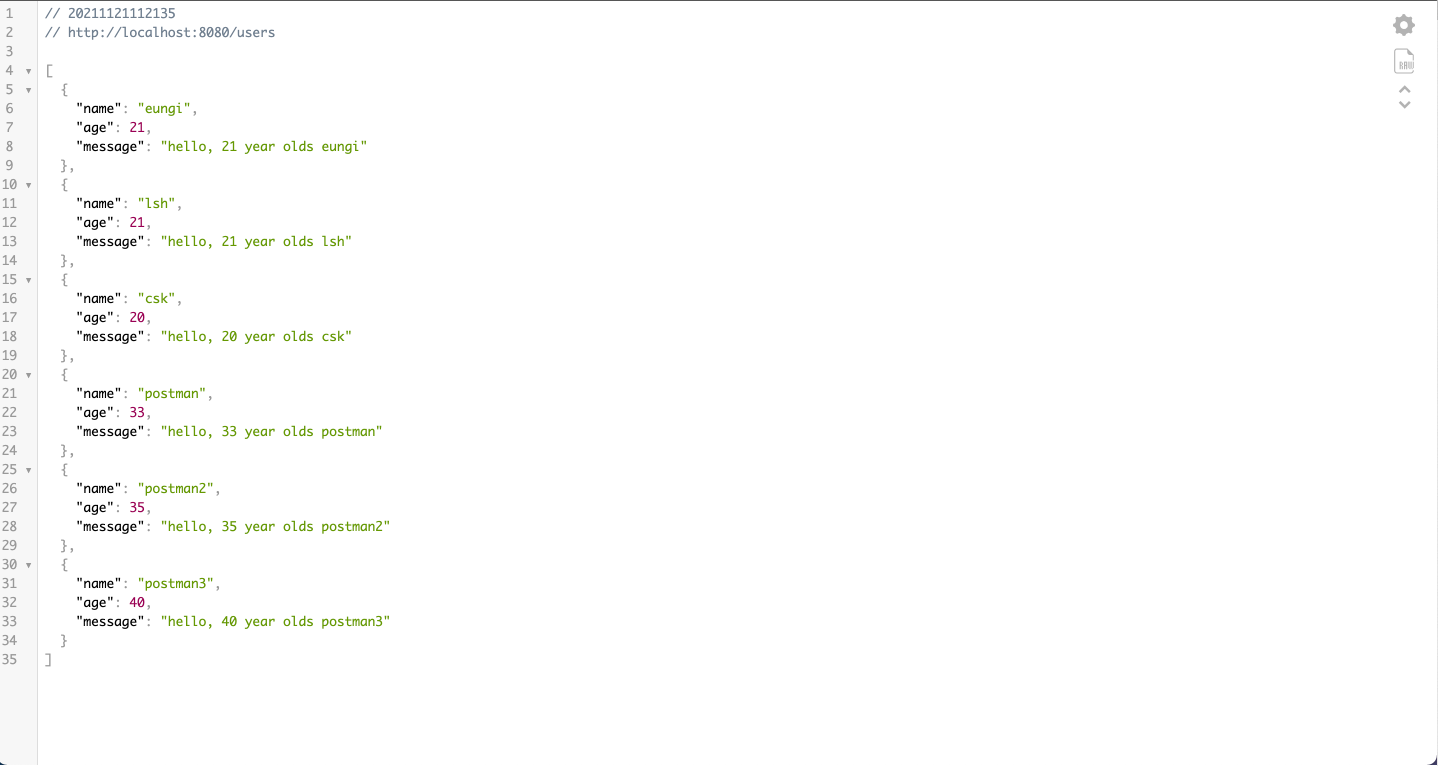 1 // 20211121112135
2 // http://localhost:8080/users
3
4 ▾ [
5 ▾   {
6       "name": "eungi",
7       "age": 21,
8       "message": "hello, 21 year olds eungi"
9     },
10 ▾   {
11       "name": "lsh",
12       "age": 21,
13       "message": "hello, 21 year olds lsh"
14     },
15 ▾   {
16       "name": "csk",
17       "age": 20,
18       "message": "hello, 20 year olds csk"
19     },
20 ▾   {
21       "name": "postman",
22       "age": 33,
23       "message": "hello, 33 year olds postman"
24     },
25 ▾   {
26       "name": "postman2",
27       "age": 35,
28       "message": "hello, 35 year olds postman2"
29     },
30 ▾   {
31       "name": "postman3",
32       "age": 40,
33       "message": "hello, 40 year olds postman3"
34     }
35 ]
RAW